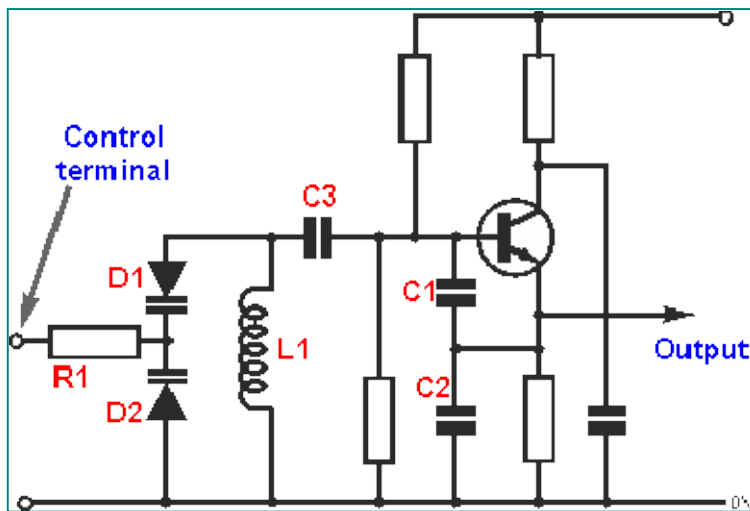 Control
terminal
C3
D1
C1
L1
R1
Output
D2
C2